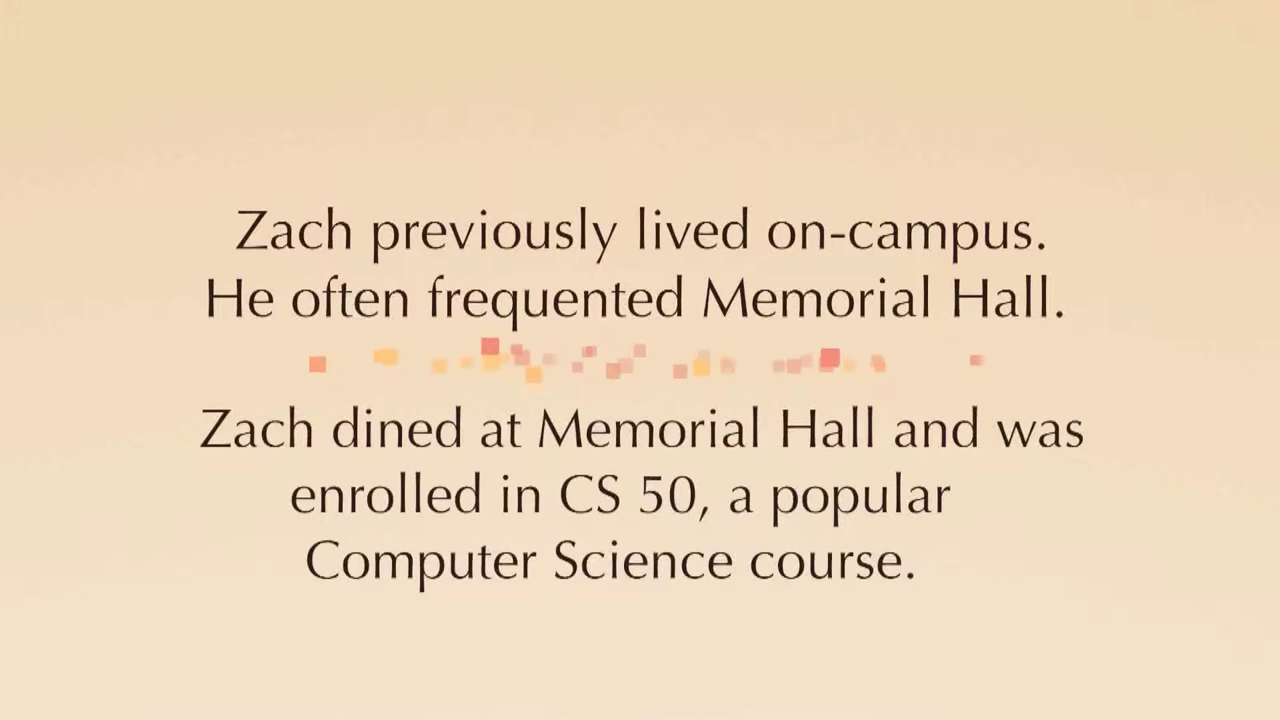 Zach previously lived on-campus.
He often frequented Memorial Hall.
Zach dined at Memorial Hall and was
enrolled in CS 50, a popular
Computer Science course.